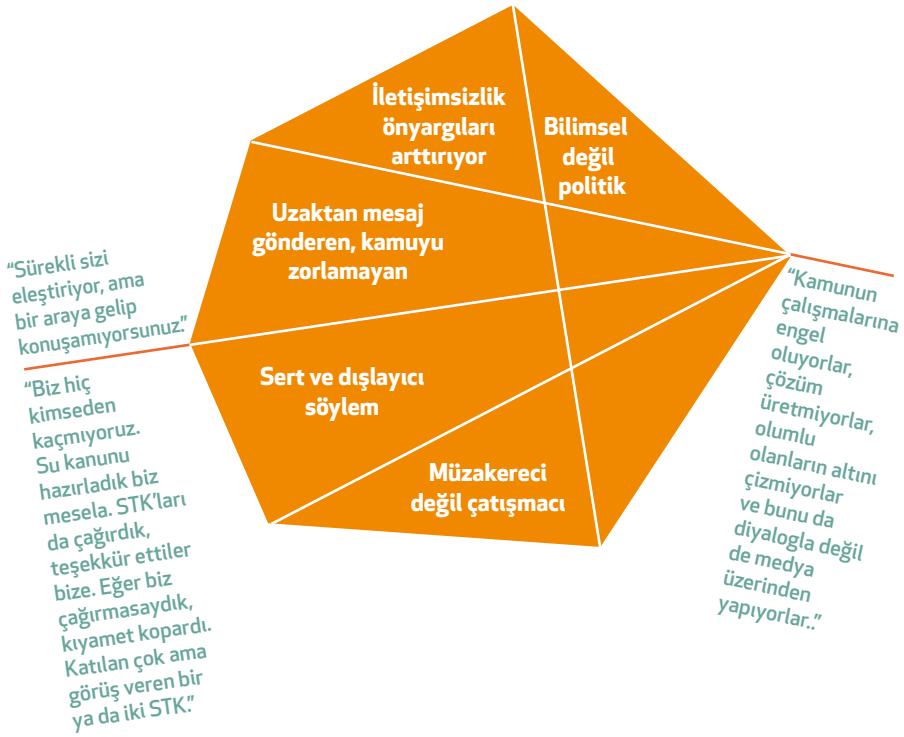 İletişimsizlik
önyargıları
arttırıyor
Bilimsel
değil
politik
Uzaktan mesaj
gönderen, kamuyu
zorlamayan
Sert ve dışlayıcı
söylem
Müzakereci
değil çatışmacı
“Sürekli sizi
eleştiriyor, ama
bir araya gelip
konuşamıyorsunuz.”
“Biz hiç
kimseden
kaçmıyoruz.
Su kanunu
hazırladık biz
mesela. STK’ları
da çağırdık,
teşekkür ettiler
bize. Eğer biz
çağırmasaydık,
kıyamet kopardı.
Katılan çok ama
görüş veren bir
ya da iki STK.”
“Kamunun
çalışmalarına
engel
oluyorlar,
çözüm
üretmiyorlar,
olumlu
olanların altını
çizmiyorlar
ve bunu da
diyalogla değil
de medya
üzerinden
yapıyorlar..”